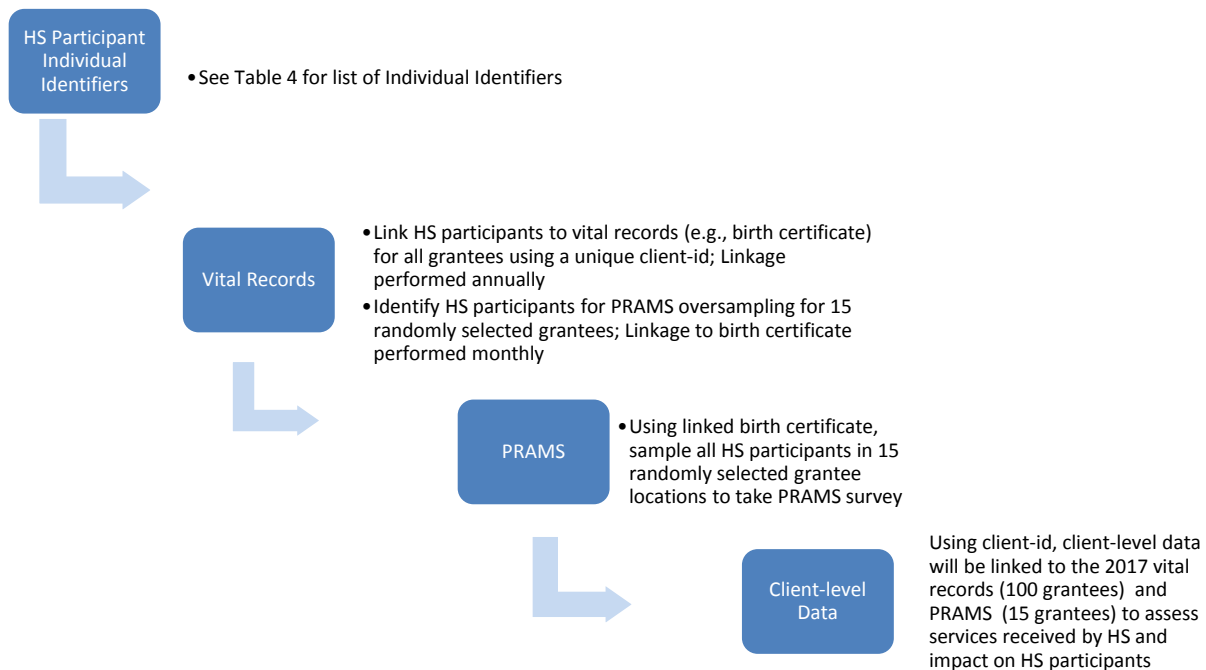 HS Participant
Individual
Identifiers
•See Table 4 for list of Individual Identifiers
Vital Records
•Link HS participants to vital records (e.g., birth certificate)
for all grantees using a unique client-id; Linkage
performed annually
•Identify HS participants for PRAMS oversampling for 15
randomly selected grantees; Linkage to birth certificate
performed monthly
PRAMS
•Using linked birth certificate,
sample all HS participants in 15
randomly selected grantee
locations to take PRAMS survey
Client-level
Data
Using client-id, client-level data
will be linked to the 2017 vital
records (100 grantees) and
PRAMS (15 grantees) to assess
services received by HS and
impact on HS participants